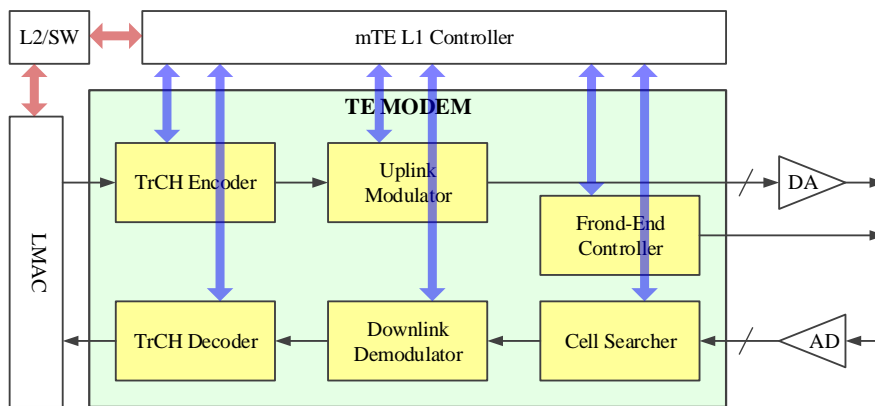 L2/SW
mTE L1 Controller
TE MODEM
TrCH Encoder
Uplink
Modulator
DA
Frond-End
Controller
LMAC
TrCH Decoder
Downlink
Demodulator
Cell Searcher
AD